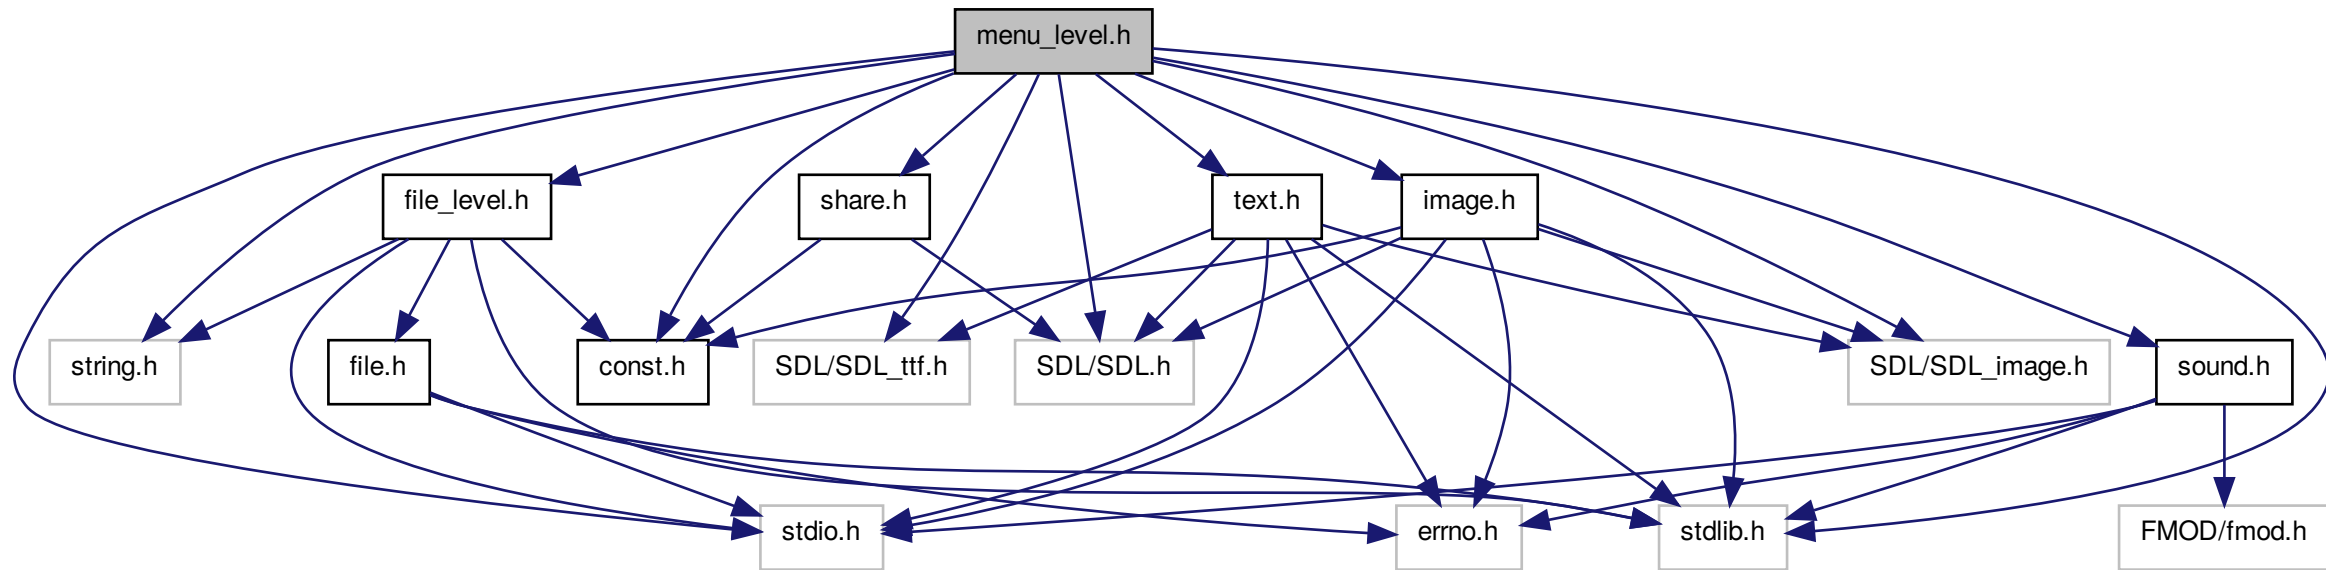 menu_level.h
file_level.h
share.h
text.h
image.h
string.h
file.h
const.h
SDL/SDL_ttf.h
SDL/SDL.h
SDL/SDL_image.h
sound.h
stdio.h
errno.h
stdlib.h
FMOD/fmod.h